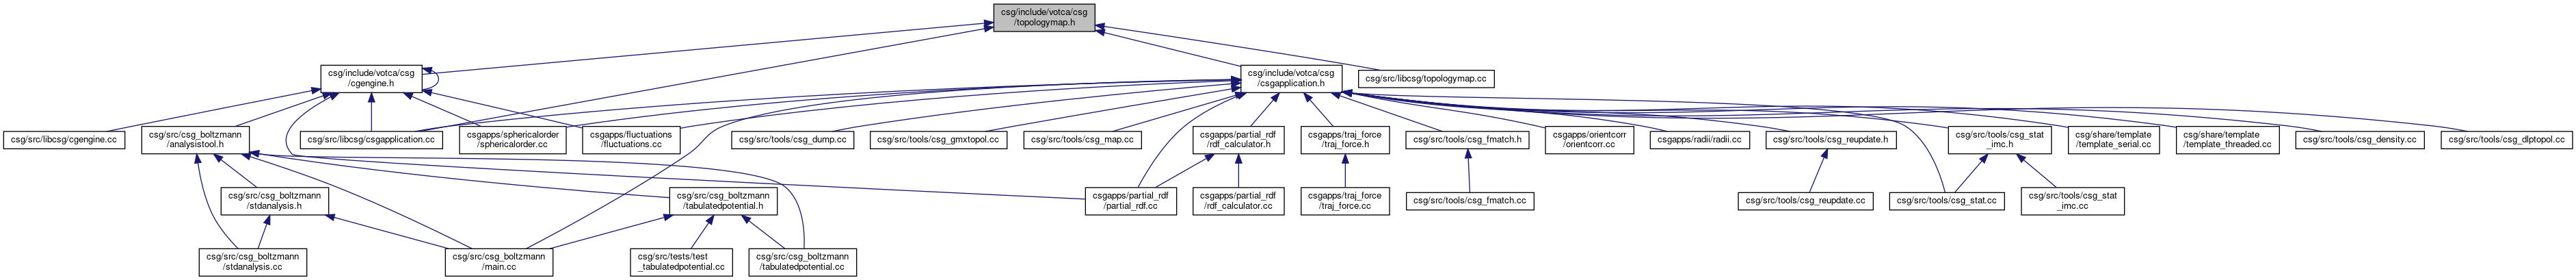 csg/include/votca/csg
/topologymap.h
csg/include/votca/csg
/cgengine.h
csg/include/votca/csg
/csgapplication.h
csg/src/libcsg/topologymap.cc
csg/src/libcsg/cgengine.cc
csg/src/csg_boltzmann
/analysistool.h
csg/src/libcsg/csgapplication.cc
csgapps/sphericalorder
/sphericalorder.cc
csgapps/fluctuations
/fluctuations.cc
csg/src/tools/csg_dump.cc
csg/src/tools/csg_gmxtopol.cc
csg/src/tools/csg_map.cc
csgapps/partial_rdf
/rdf_calculator.h
csgapps/traj_force
/traj_force.h
csg/src/tools/csg_fmatch.h
csgapps/orientcorr
/orientcorr.cc
csgapps/radii/radii.cc
csg/src/tools/csg_reupdate.h
csg/src/tools/csg_stat
_imc.h
csg/share/template
/template_serial.cc
csg/share/template
/template_threaded.cc
csg/src/tools/csg_density.cc
csg/src/tools/csg_dlptopol.cc
csg/src/csg_boltzmann
/stdanalysis.h
csg/src/csg_boltzmann
/tabulatedpotential.h
csgapps/partial_rdf
/partial_rdf.cc
csgapps/partial_rdf
/rdf_calculator.cc
csgapps/traj_force
/traj_force.cc
csg/src/tools/csg_fmatch.cc
csg/src/tools/csg_reupdate.cc
csg/src/tools/csg_stat.cc
csg/src/tools/csg_stat
_imc.cc
csg/src/csg_boltzmann
/stdanalysis.cc
csg/src/csg_boltzmann
/main.cc
csg/src/tests/test
_tabulatedpotential.cc
csg/src/csg_boltzmann
/tabulatedpotential.cc